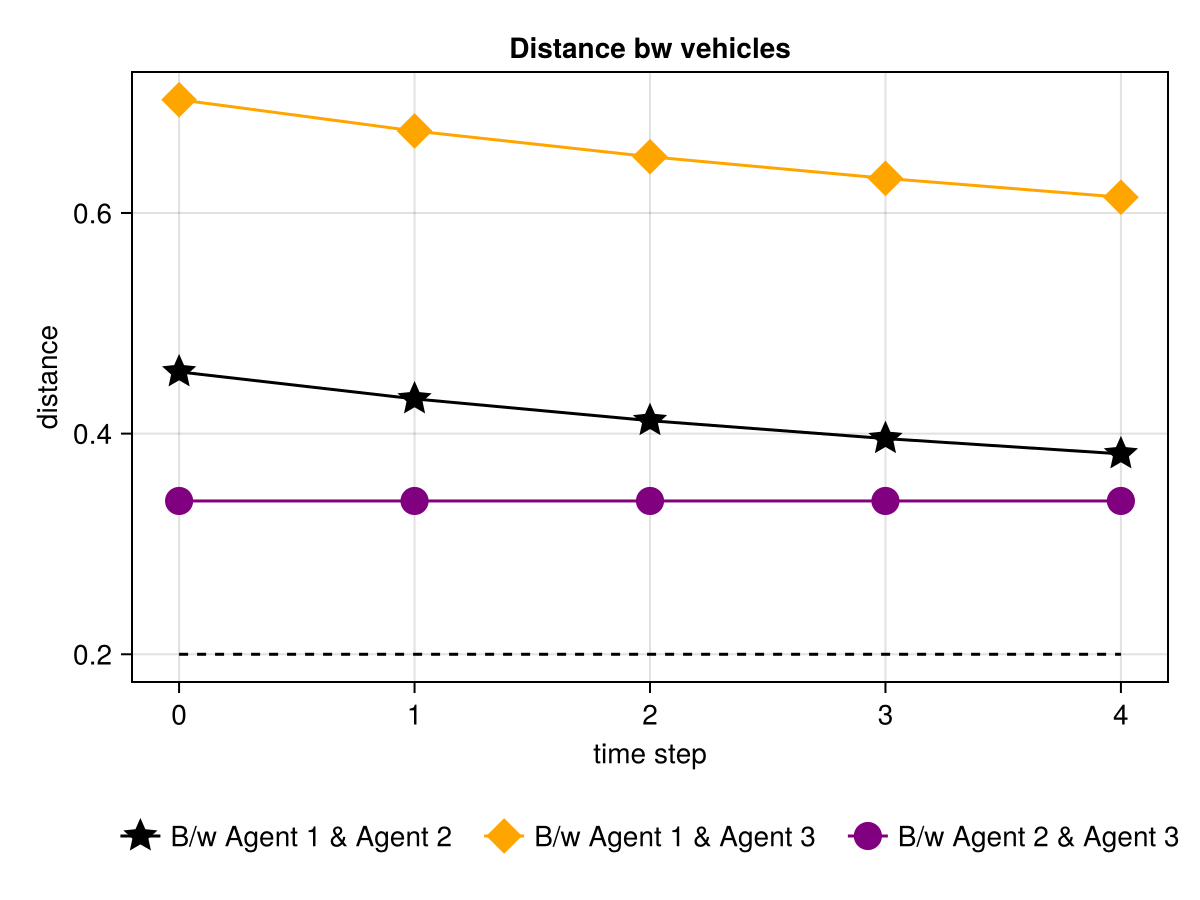 Distance bw vehicles
0.6
0.4
0.2
distance
0 1 2 3 4
time step
B/w Agent 1 & Agent 2 B/w Agent 1 & Agent 3 B/w Agent 2 & Agent 3